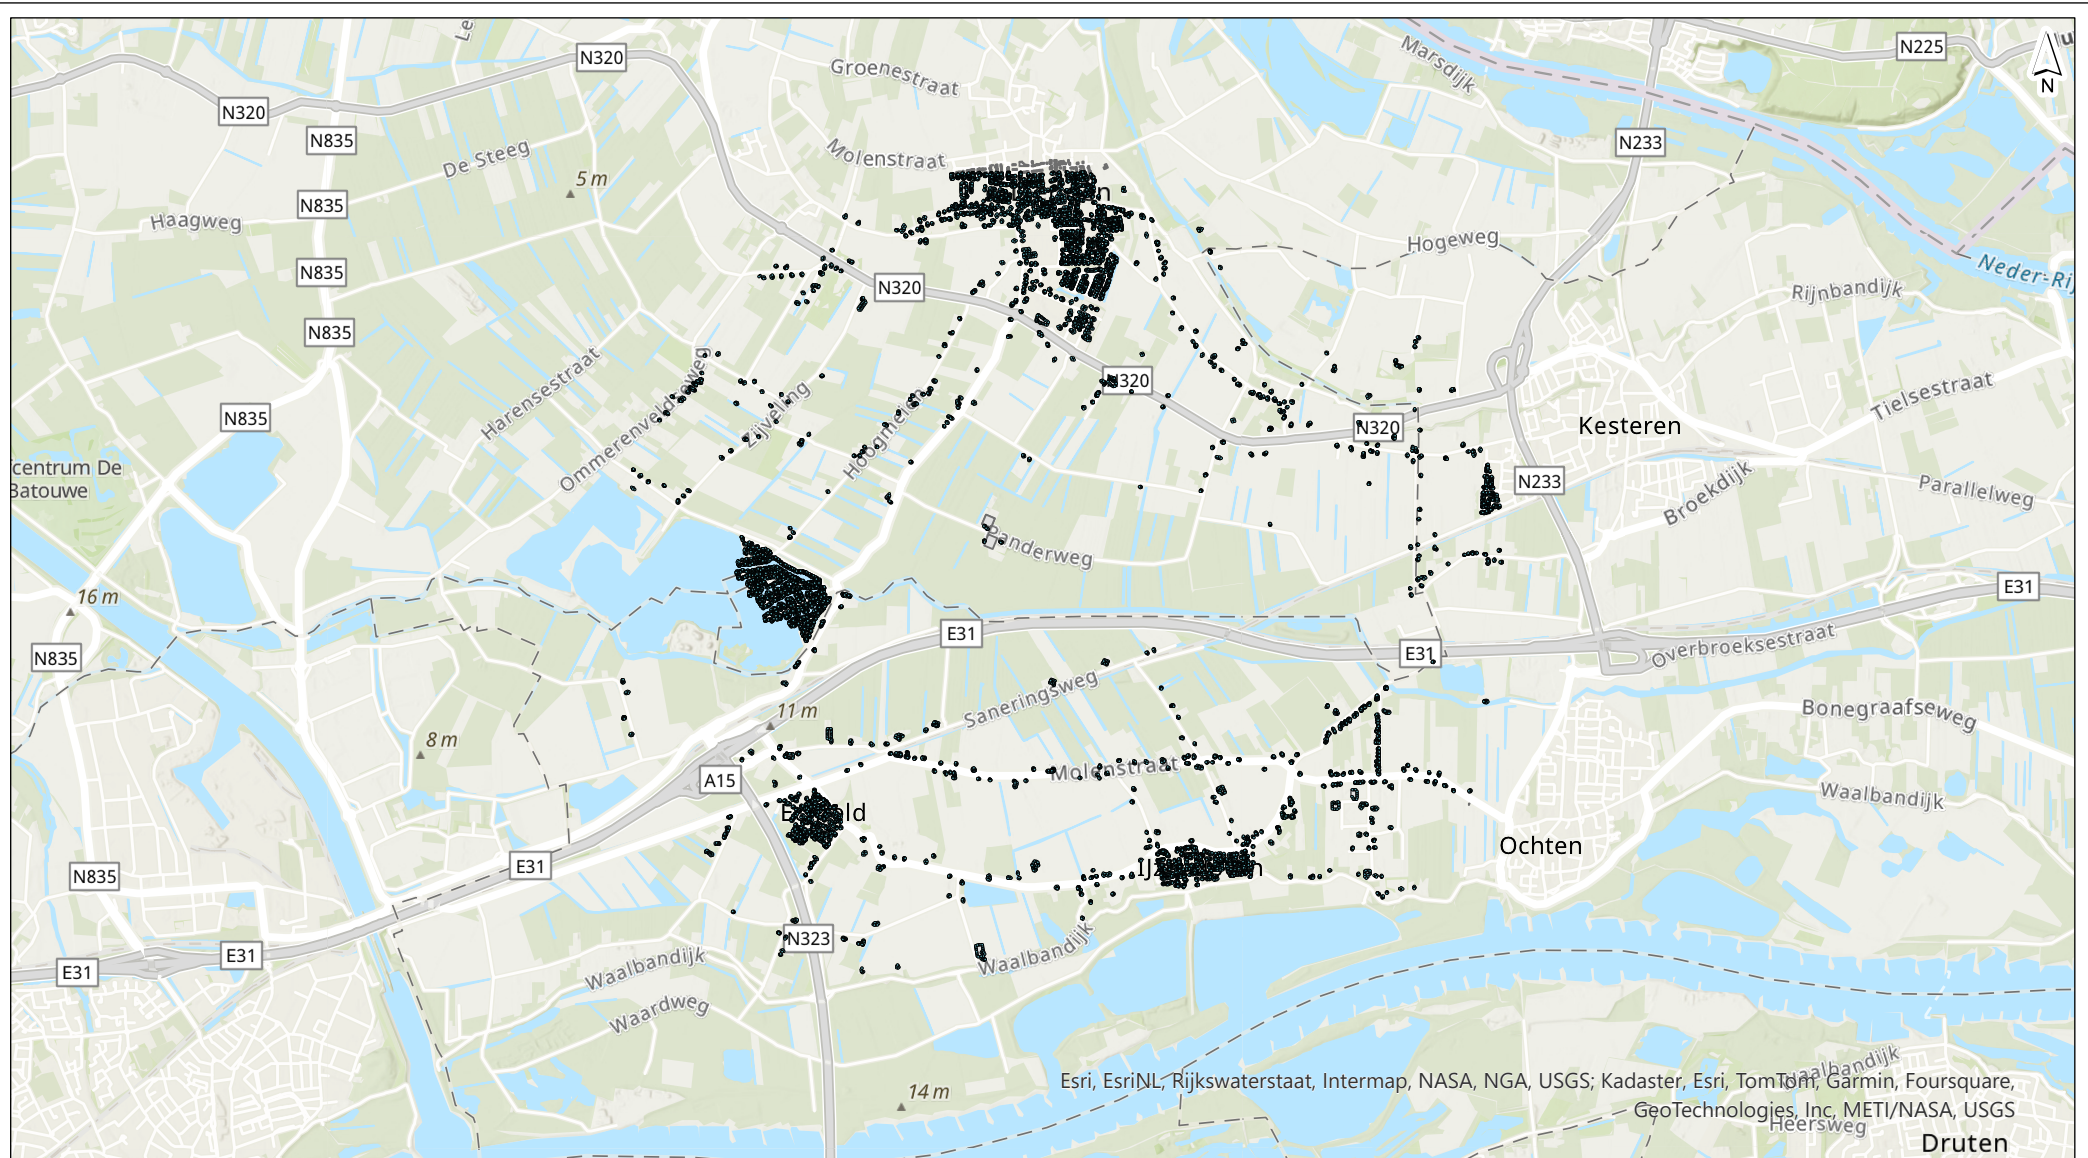 N320
N225
Groenestraat
Marsdijk
N
N320
N835
N233
De Steeg
Molenstraat
5 m
N835
Haagweg
Hogeweg
N835
N320
Neder-Rij
Rijnbandijk
N835
Harensestraat
Ommerenveldseweg
Zijveling
Hoogmeien
N320
Tielsestraat
N835
N320
Kesteren
centrum De
Batouwe
N233
Broekdijk
Parallelweg
Panderweg
16 m
E31
N835
E31
E31
Overbroeksestraat
Saneringsweg
11 m
Bonegraafseweg
8 m
A15
Molenstraat
Waalbandijk
Ochten
N835
E31
N323
E31
E31
Waalbandijk
Waalbandijk
Waardweg
14 m
Waalbandijk
Esri, EsriNL, Rijkswaterstaat, Intermap, NASA, NGA, USGS; Kadaster, Esri, TomTom, Garmin, Foursquare,
GeoTechnologies, Inc, METI/NASA, USGS
Heersweg
Druten